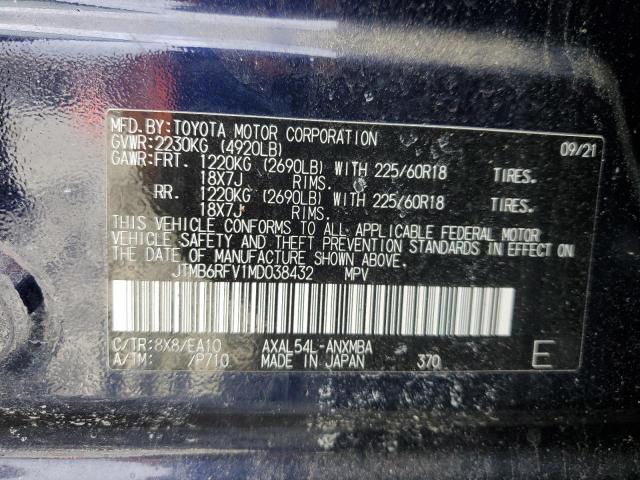 MFD.BY:TOYOTA MOTOR CORPORATION 09/21
GVWR:2230KG (4920LB)
GAWR:FRT. 1220KG (2690LB) WITH 225/60R18 TIRES.
18X7J RIMS.
RR. 1220KG (2690LB) WITH 225/60R18 TIRES.
18X7J RIMS.
THIS VEHICLE CONFORMS TO ALL APPLICABLE FEDERAL MOTOR
VEHICLE SAFETY AND THEFT PREVENTION STANDARDS IN EFFECT ON
THE DATE OF MANUFACTURE SHOWN ABOVE.
JTMB6RFV1MD038432 MPV
C/TR:8X8/EA10 AXAL54L-ANXMBA
A/TM: /P710 MADE IN JAPAN 370 E